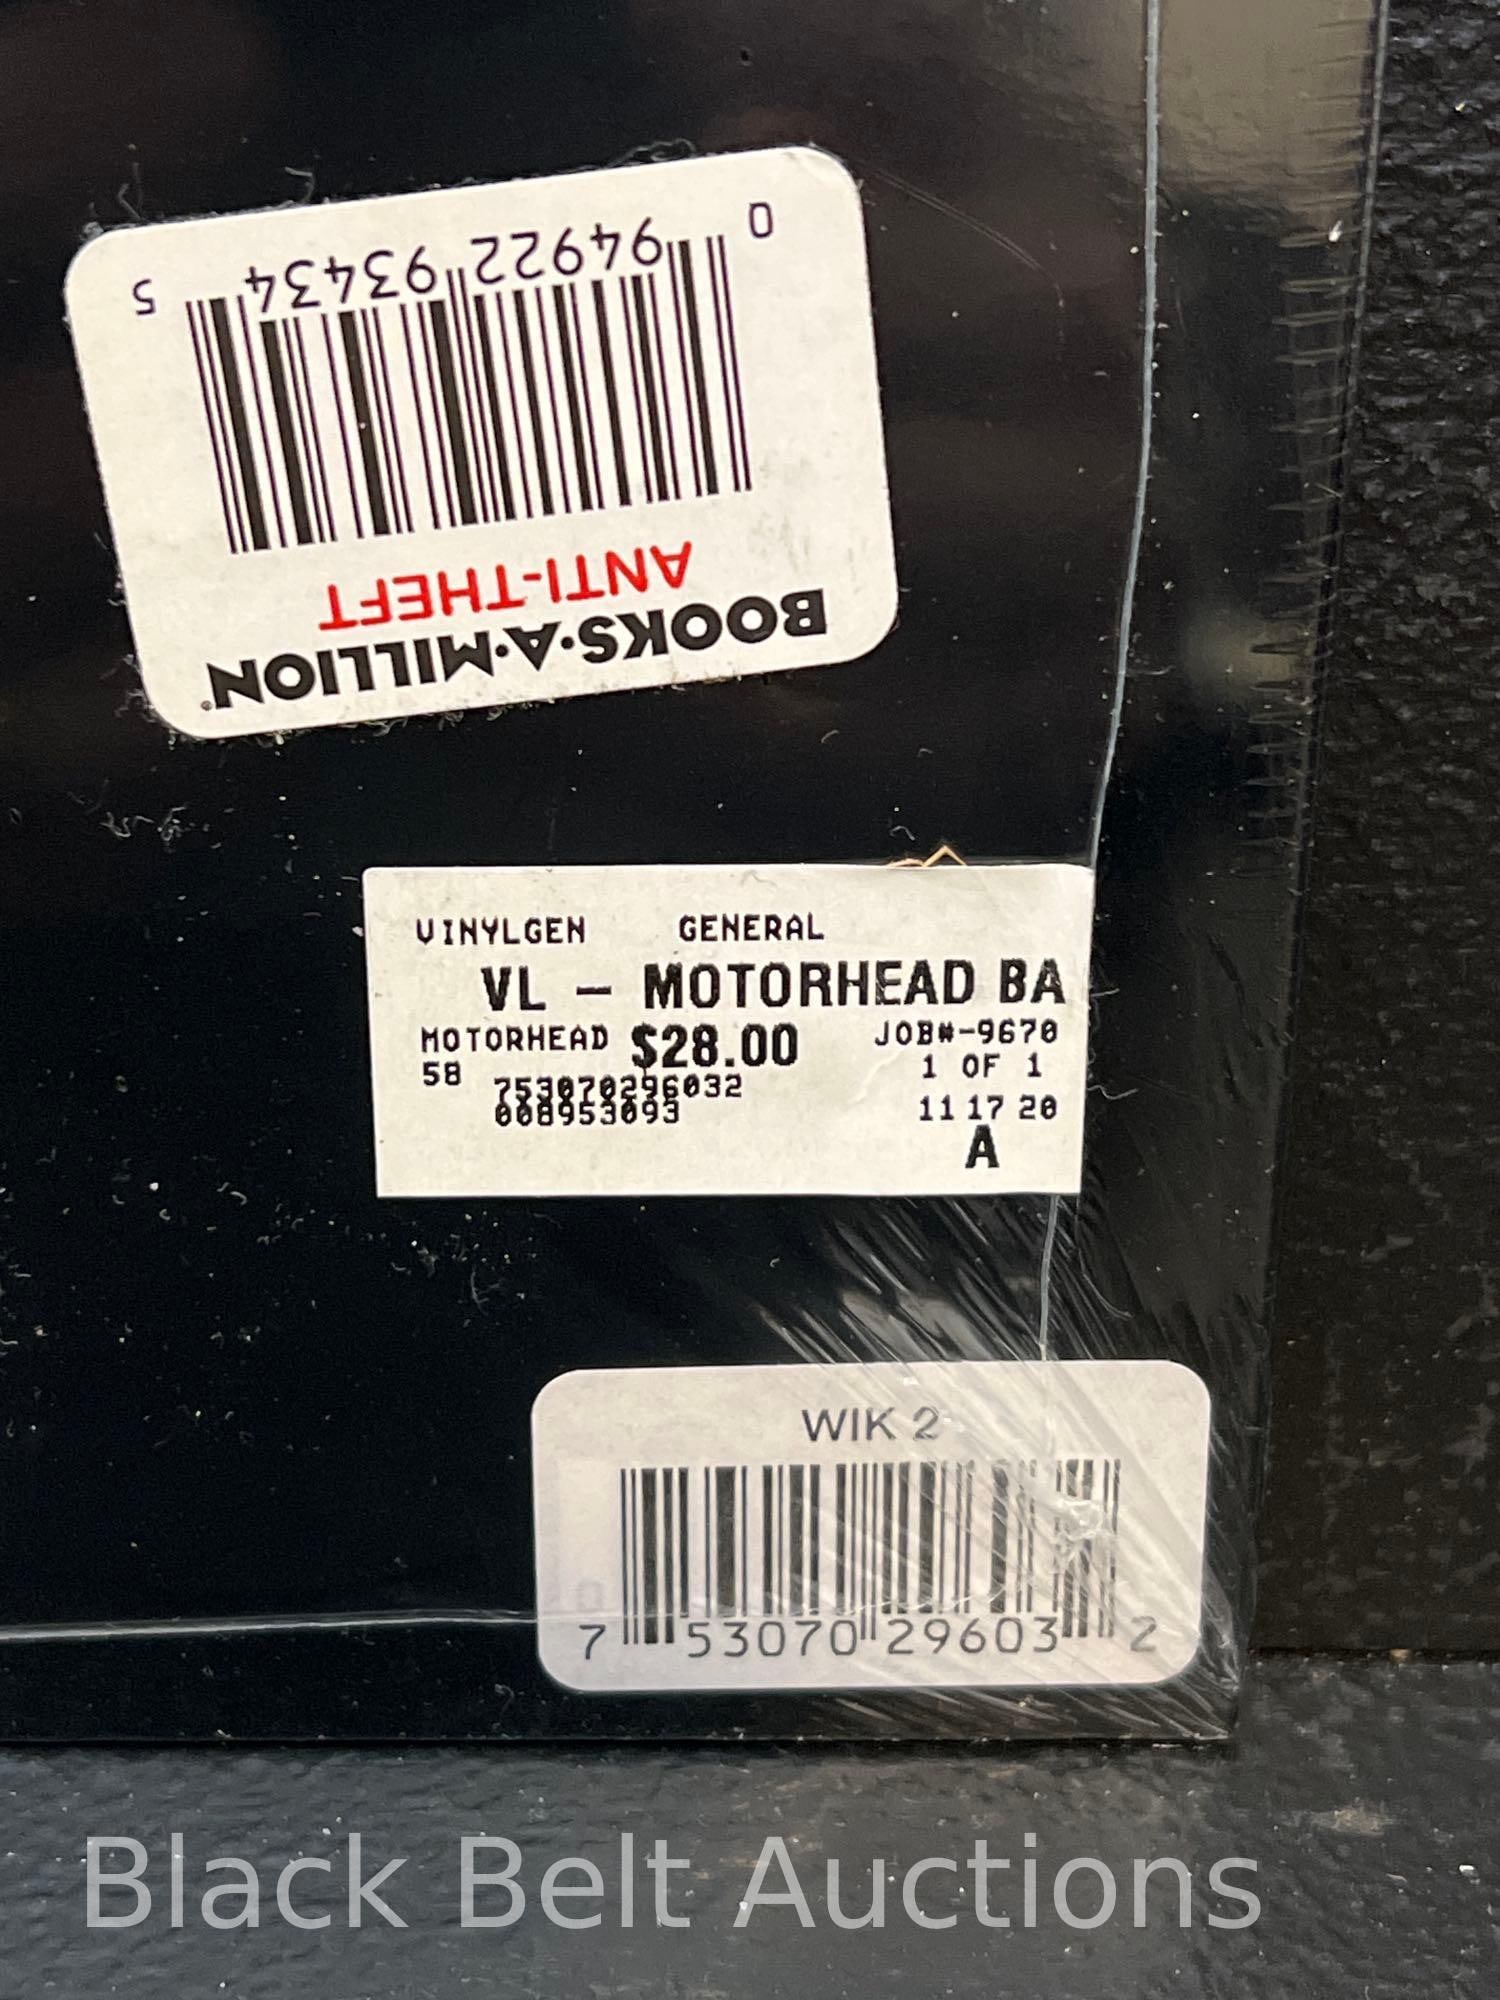 BOOKS·A·MILLION
ANTI-THEFT
0 94922 93434 5
VINYLGEN GENERAL
VL - MOTORHEAD BA
MOTORHEAD $28.00 JOB#-9670
58 753070296032 1 OF 1
008953093 11 17 20
A
WIK 2
7 53070 29603 2
Black Belt Auctions